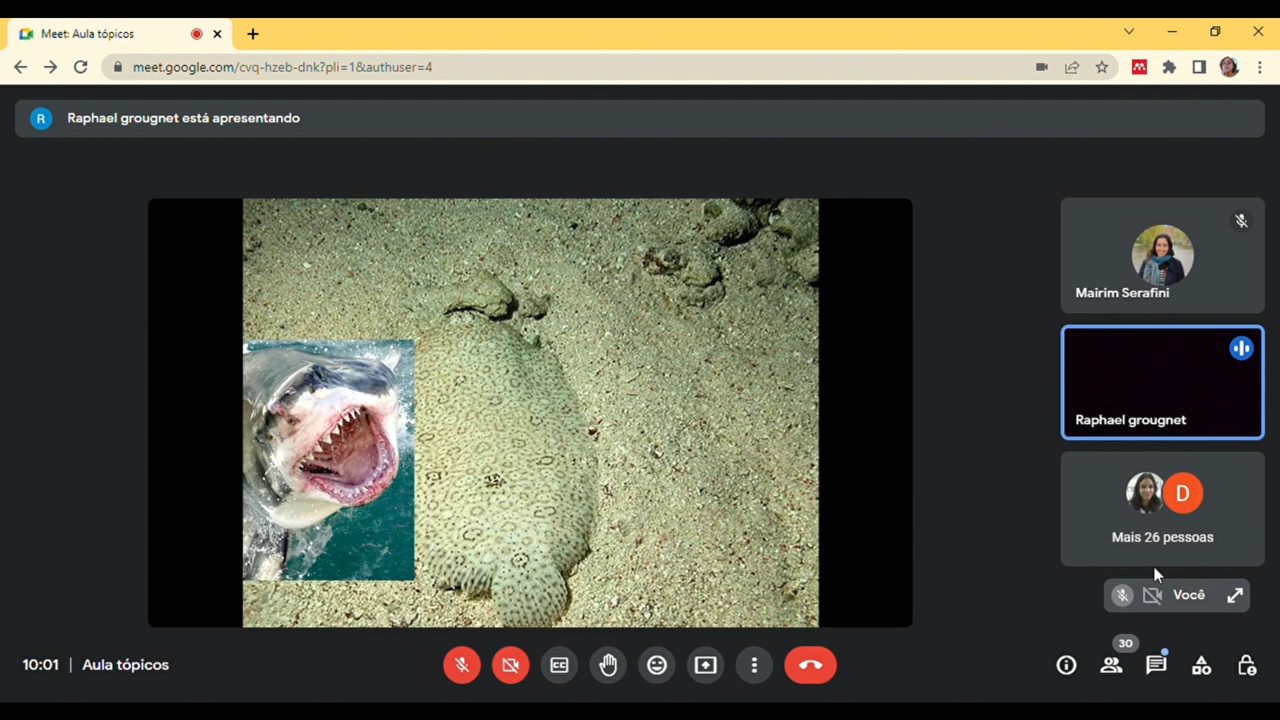 Meet: Aula tópicos
meet.google.com/cvq-hzeb-dnk?pli=1&authuser=4
R
Raphael grougnet está apresentando
Mairim Serafini
Raphael grougnet
D
Mais 26 pessoas
Você
30
10:01 | Aula tópicos